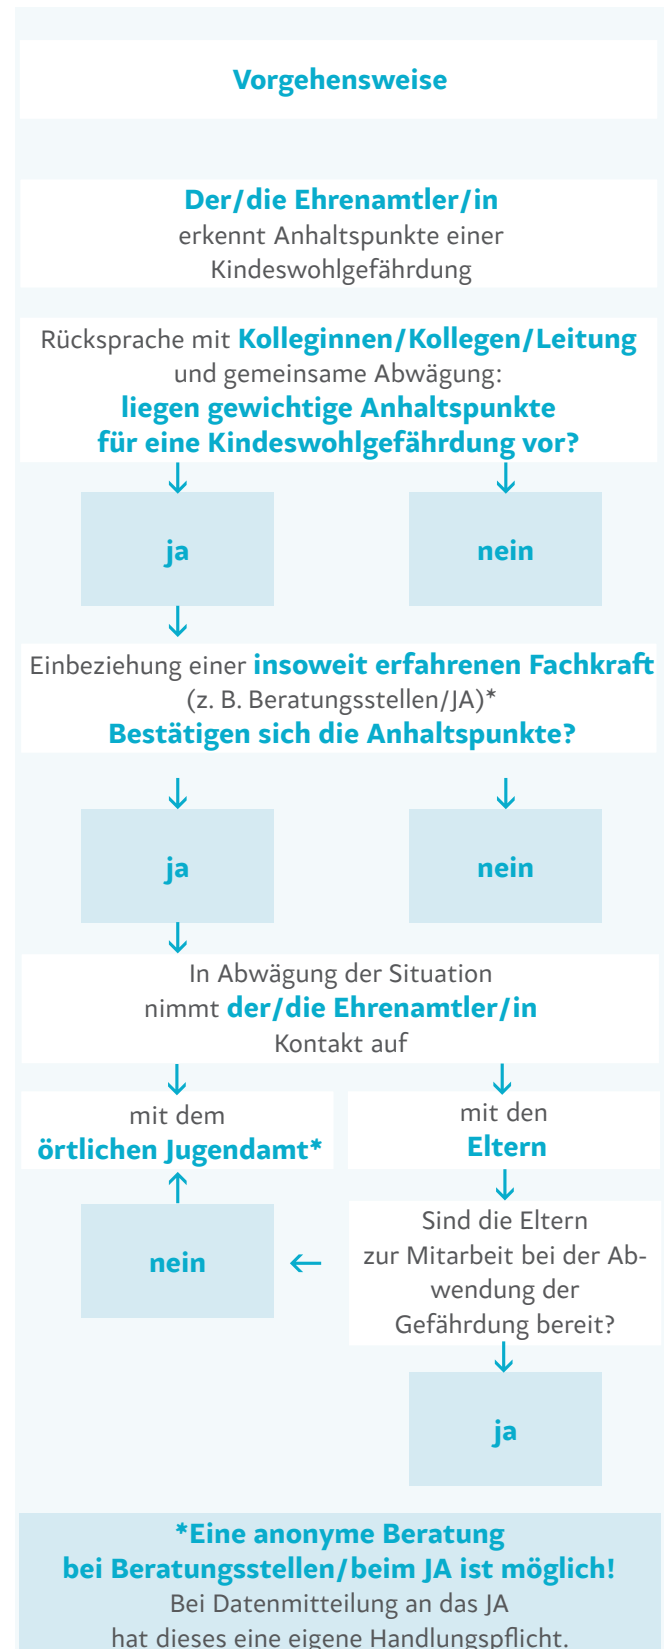 Vorgehensweise
Der/die Ehrenamtler/in
erkennt Anhaltspunkte einer
Kindeswohlgefährdung
Rücksprache mit Kolleginnen/Kollegen/Leitung
und gemeinsame Abwägung:
liegen gewichtige Anhaltspunkte
für eine Kindeswohlgefährdung vor?
ja
nein
Einbeziehung einer insoweit erfahrenen Fachkraft
(z. B. Beratungsstellen/JA)*
Bestätigen sich die Anhaltspunkte?
ja
nein
In Abwägung der Situation
nimmt der/die Ehrenamtler/in
Kontakt auf
mit dem
örtlichen Jugendamt*
mit den
Eltern
Sind die Eltern
zur Mitarbeit bei der Ab-
wendung der
Gefährdung bereit?
nein
ja
*Eine anonyme Beratung
bei Beratungsstellen/beim JA ist möglich!
Bei Datenmitteilung an das JA
hat dieses eine eigene Handlungspflicht.